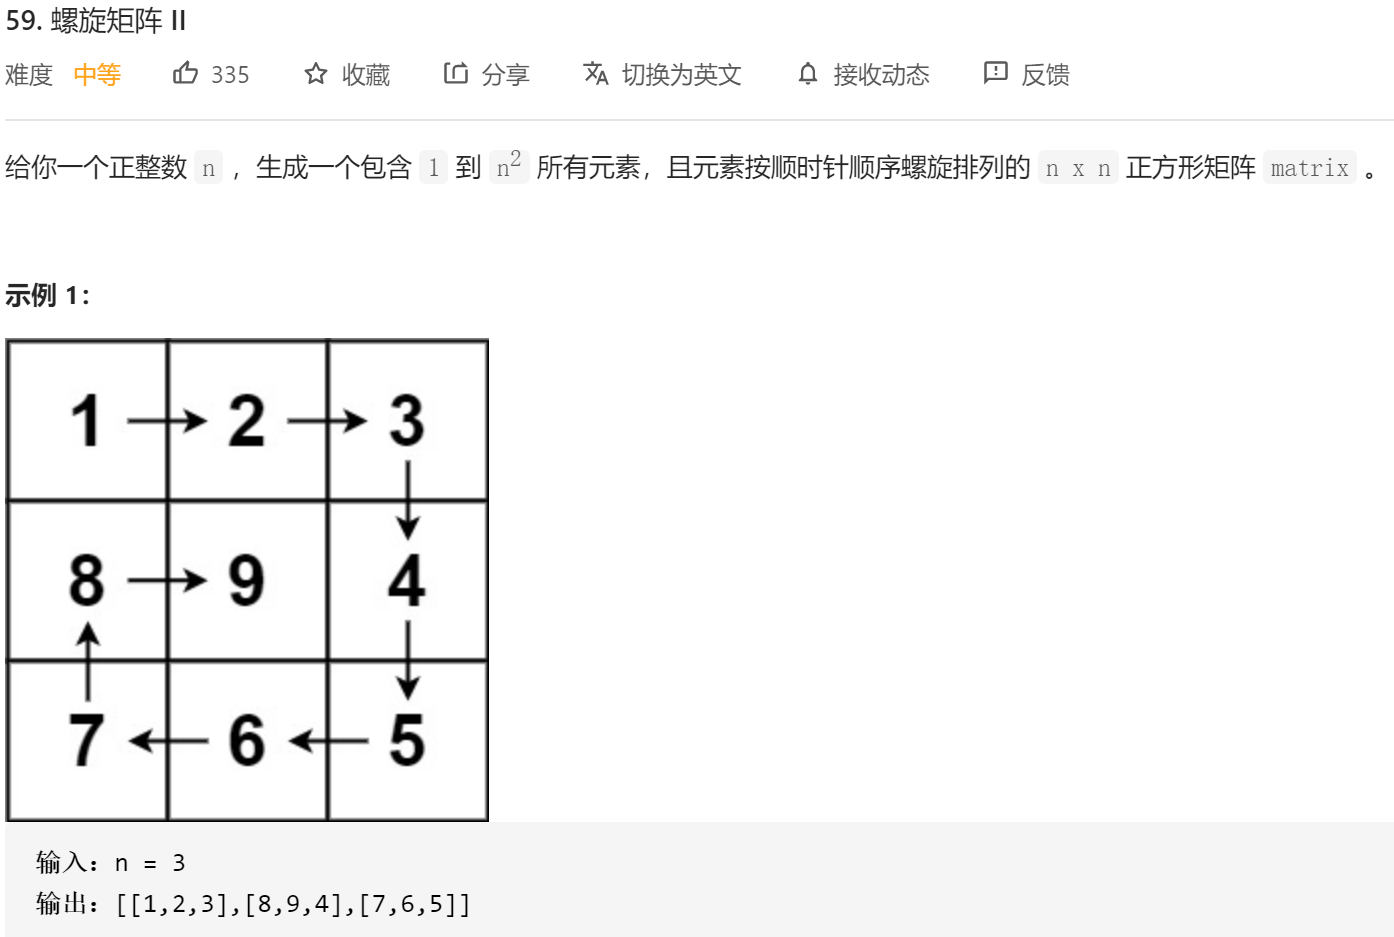 59. 螺旋矩阵 II
难度 中等 335 收藏 分享 切换为英文 接收动态 反馈
给你一个正整数 n ，生成一个包含 1 到 n² 所有元素，且元素按顺时针顺序螺旋排列的 n x n 正方形矩阵 matrix 。
示例 1：
1 2 3
8 9 4
7 6 5
输入：n = 3
输出：[[1,2,3],[8,9,4],[7,6,5]]